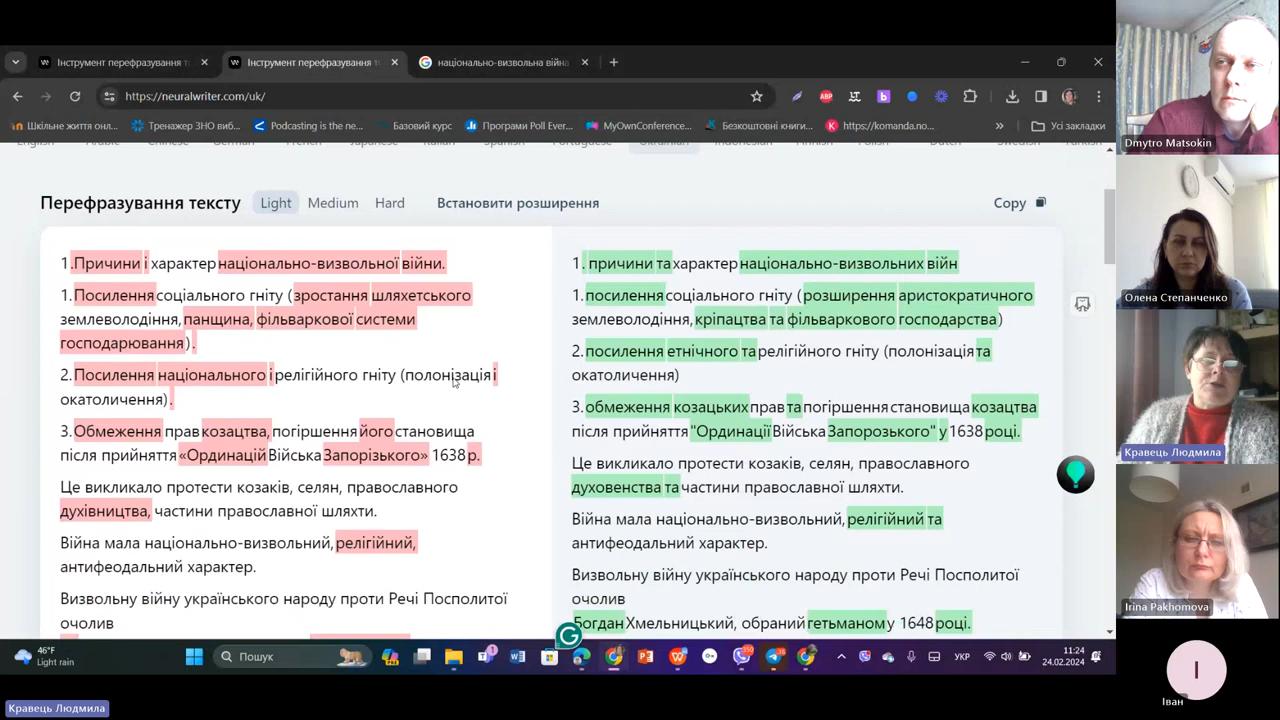 Інструмент перефразування т
Інструмент перефразування т
національно-визвольна війна
https://neuralwriter.com/uk/
Шкільне життя онл...
Тренажер ЗНО виб...
Podcasting is the ne...
Базовий курс
Програми Poll Ever...
MyOwnConference...
Безкоштовні книги...
https://komanda.no...
»
Усі закладки
Перефразування тексту
Light
Medium
Hard
Встановити розширення
Copy
1.Причини і характер національно-визвольної війни.
1.Посилення соціального гніту (зростання шляхетського
землеволодіння, панщина, фільваркової системи
господарювання).
2. Посилення національного і релігійного гніту (полонізація і
окатоличення).
3. Обмеження прав козацтва, погіршення його становища
після прийняття «Ординацій Війська Запорізького» 1638 р.
Це викликало протести козаків, селян, православного
духівництва, частини православної шляхти.
Війна мала національно-визвольний, релігійний,
антифеодальний характер.
Визвольну війну українського народу проти Речі Посполитої
очолив
1. причини та характер національно-визвольних війн
1. посилення соціального гніту (розширення аристократичного
землеволодіння, кріпацтва та фільваркового господарства)
2. посилення етнічного та релігійного гніту (полонізація та
окатоличення)
3. обмеження козацьких прав та погіршення становища козацтва
після прийняття "Ординації Війська Запорозького" у 1638 році.
Це викликало протести козаків, селян, православного
духовенства та частини православної шляхти.
Війна мала національно-визвольний, релігійний та
антифеодальний характер.
Визвольну війну українського народу проти Речі Посполитої
очолив
Богдан Хмельницький, обраний гетьманом у 1648 році.
46°F
Light rain
Пошук
УКР
11:24
24.02.2024
Dmytro Matsokin
Олена Степанченко
Кравець Людмила
Irina Pakhomova
І
Іван
Кравець Людмила